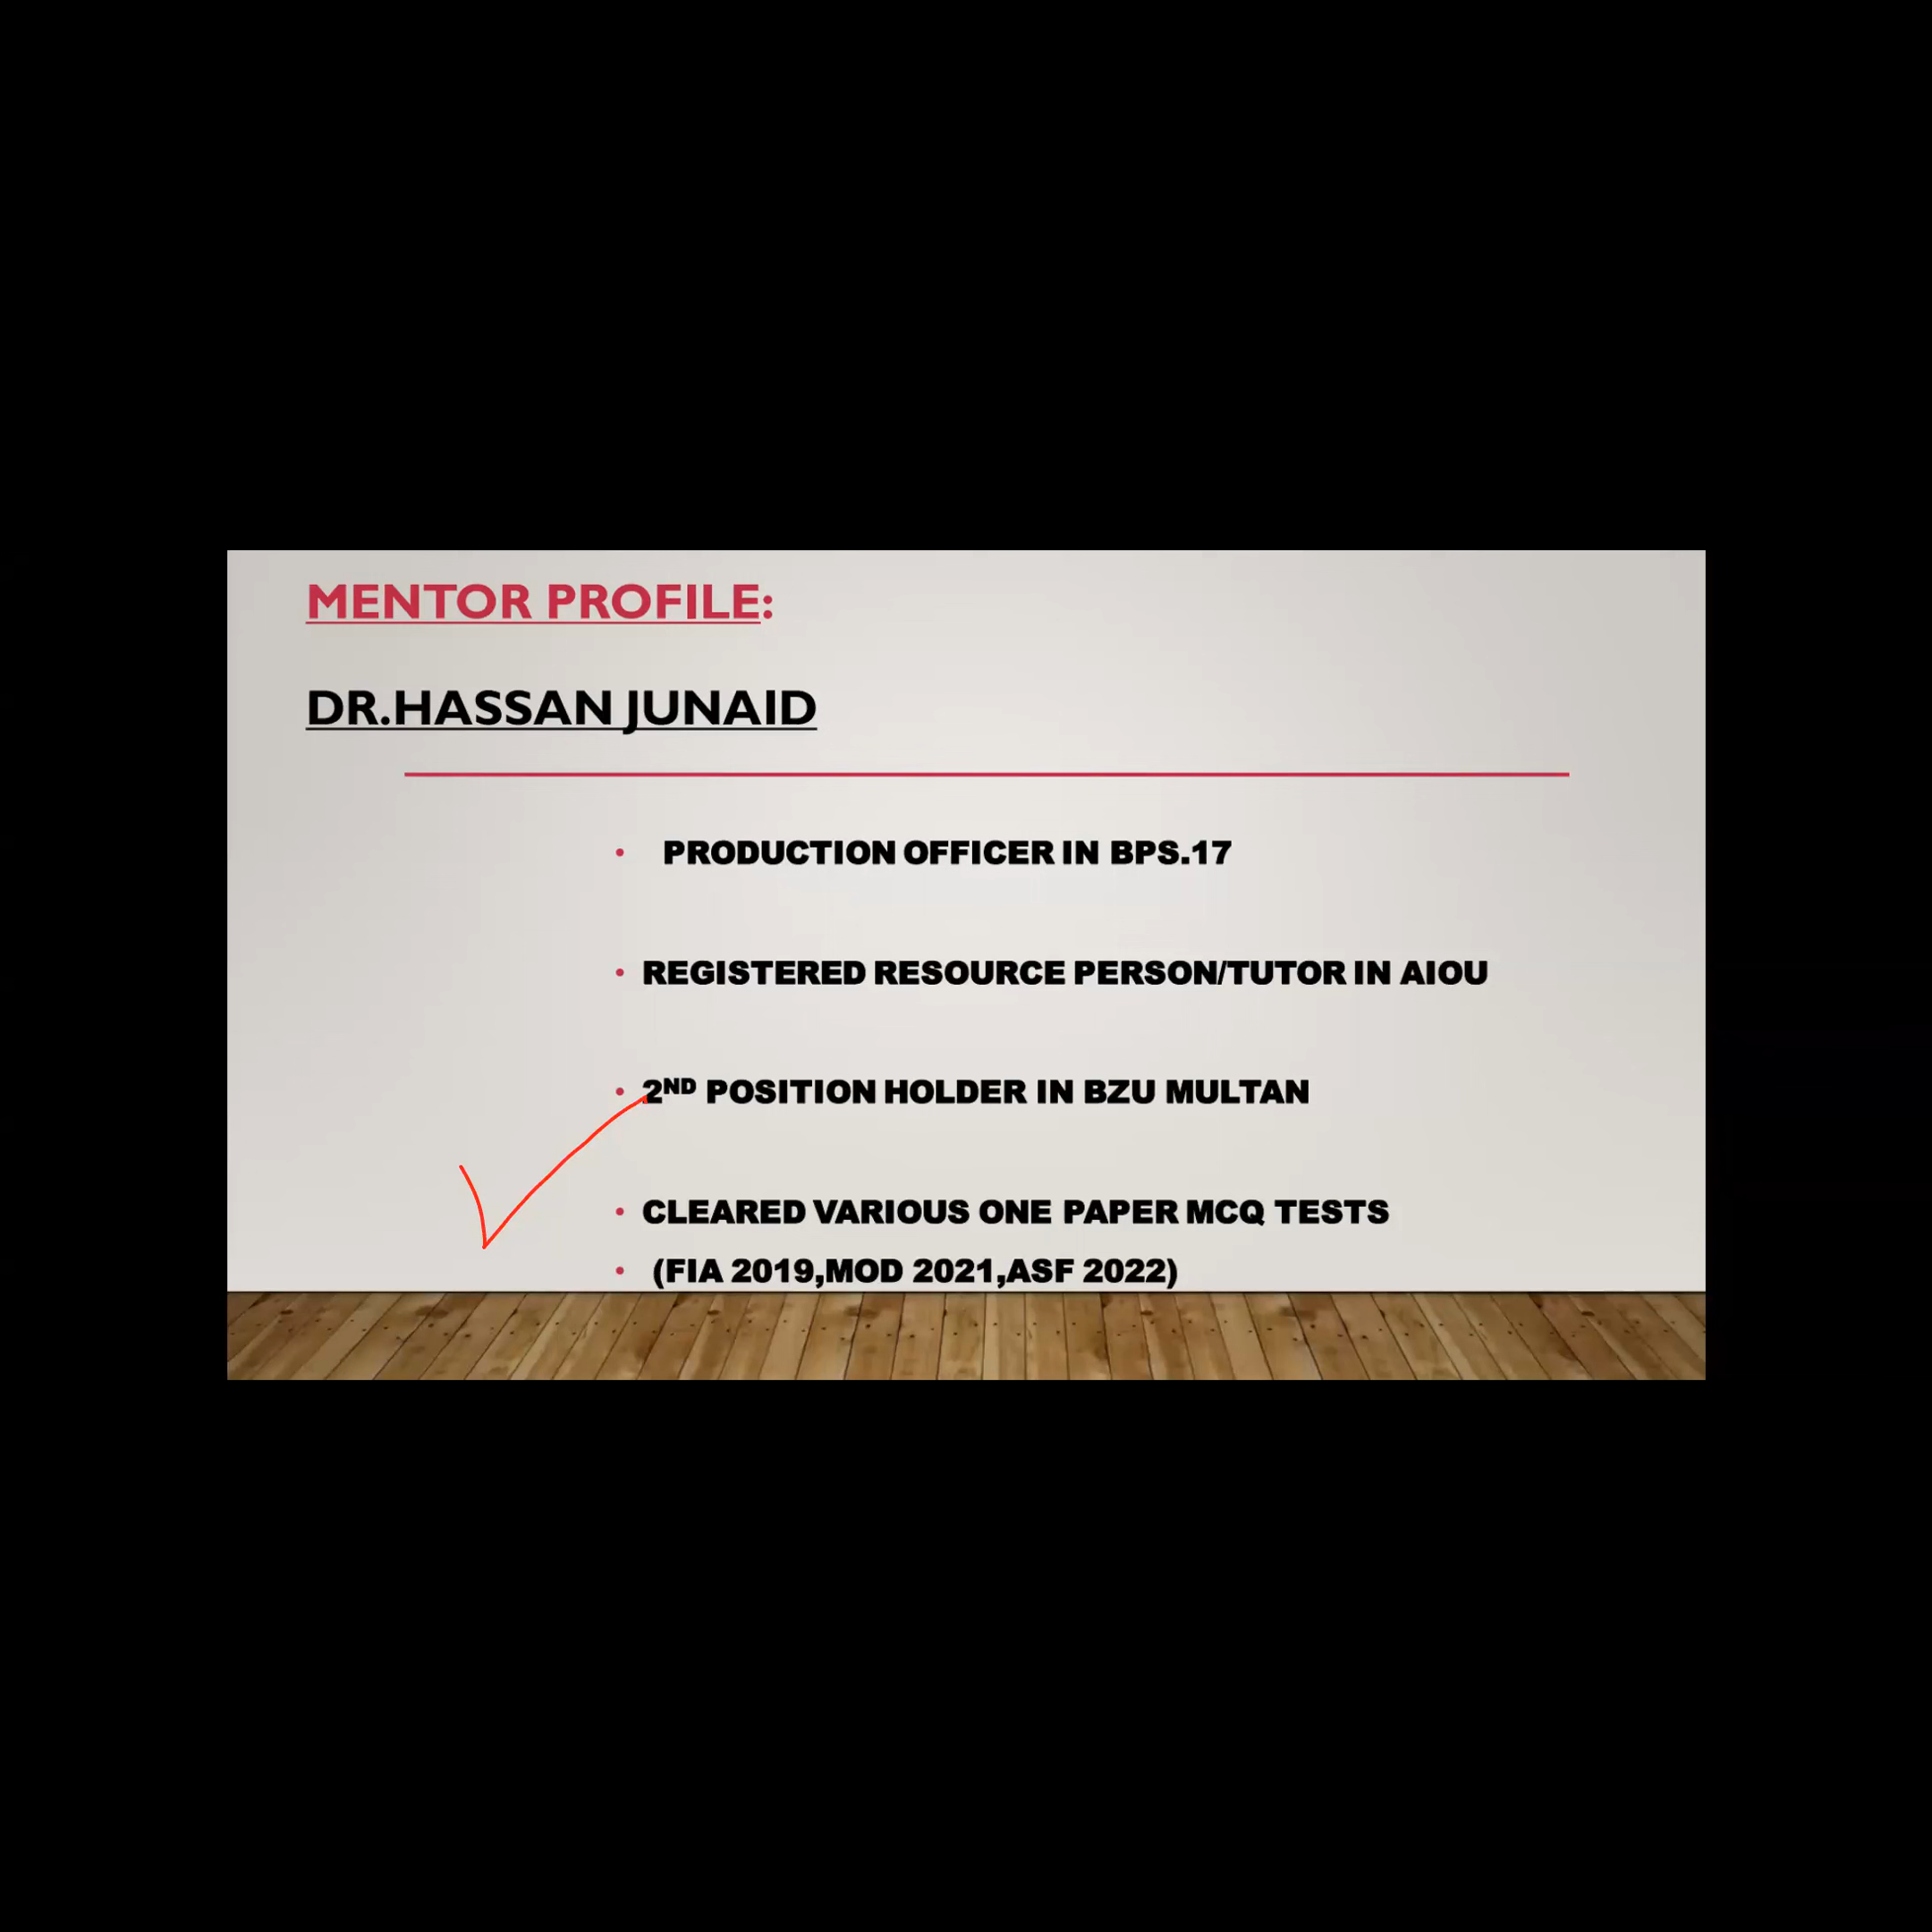 MENTOR PROFILE:
DR.HASSAN JUNAID
• PRODUCTION OFFICER IN BPS.17
• REGISTERED RESOURCE PERSON/TUTOR IN AIOU
• 2ND POSITION HOLDER IN BZU MULTAN
• CLEARED VARIOUS ONE PAPER MCQ TESTS
• (FIA 2019,MOD 2021,ASF 2022)